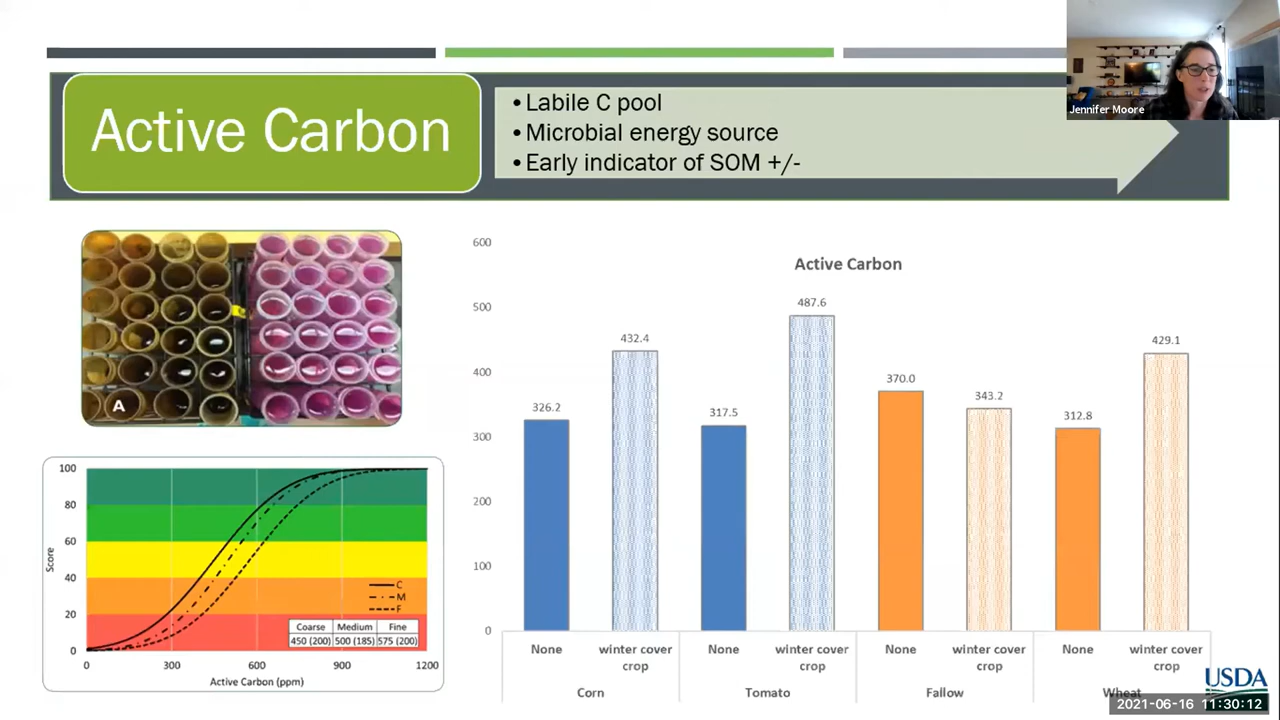 Jennifer Moore
Active Carbon
• Labile C pool
• Microbial energy source
• Early indicator of SOM +/-
A
100
80
60
40
20
0
Score
0 300 600 900 1200
Active Carbon (ppm)
C
M
F
Coarse Medium Fine
450 (200) 500 (185) 575 (200)
Active Carbon
600
500
400
300
200
100
0
326.2
432.4
317.5
487.6
370.0
343.2
312.8
429.1
None
winter cover
crop
None
winter cover
crop
None
winter cover
crop
None
winter cover
crop
Corn
Tomato
Fallow
Wheat
USDA
2021-06-16 11:30:12